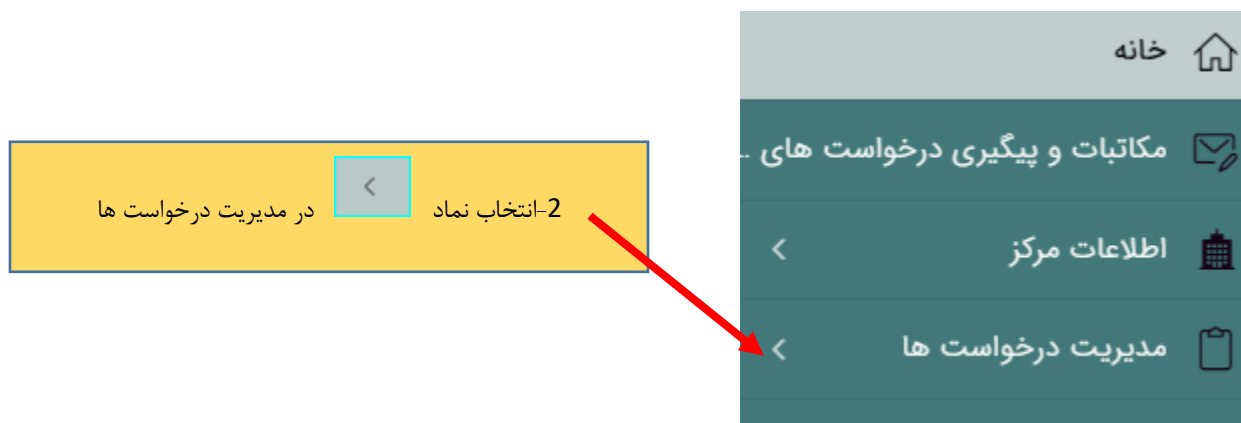 خانه
مکاتبات و پیگیری درخواست های ..
اطلاعات مرکز
مدیریت درخواست ها
2-انتخاب نماد > در مدیریت درخواست ها